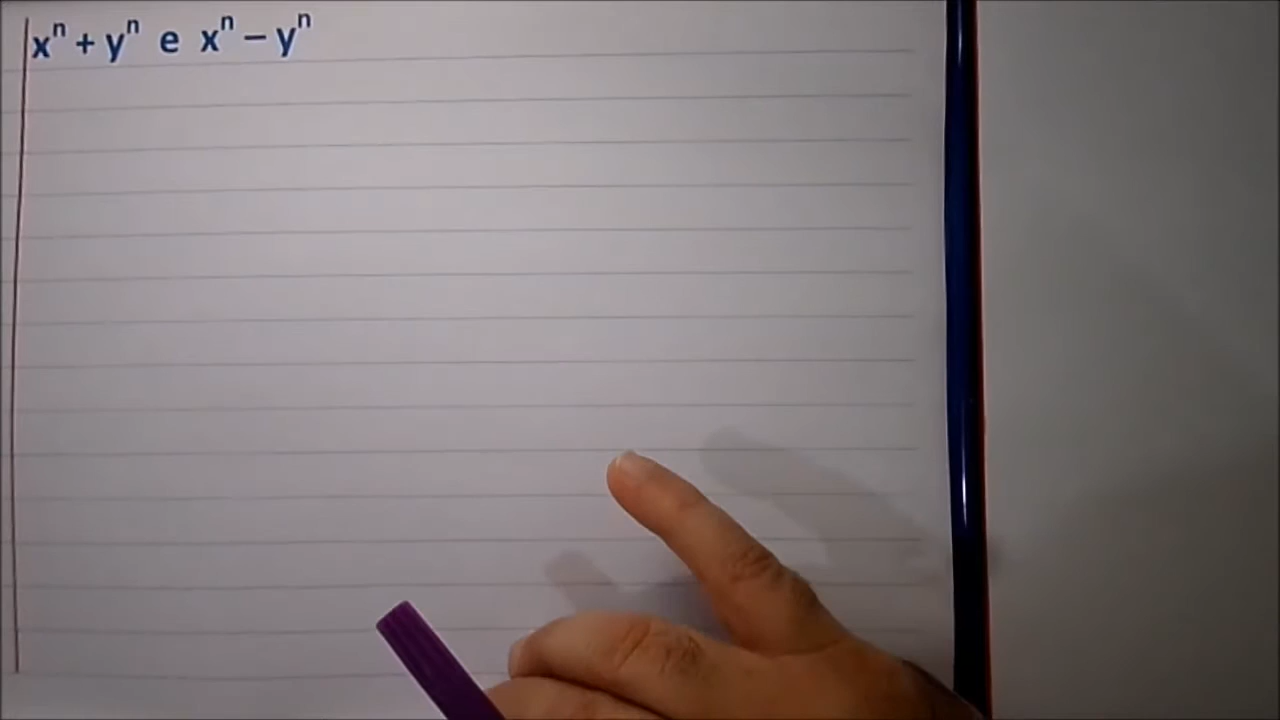 xⁿ + yⁿ e xⁿ – yⁿ